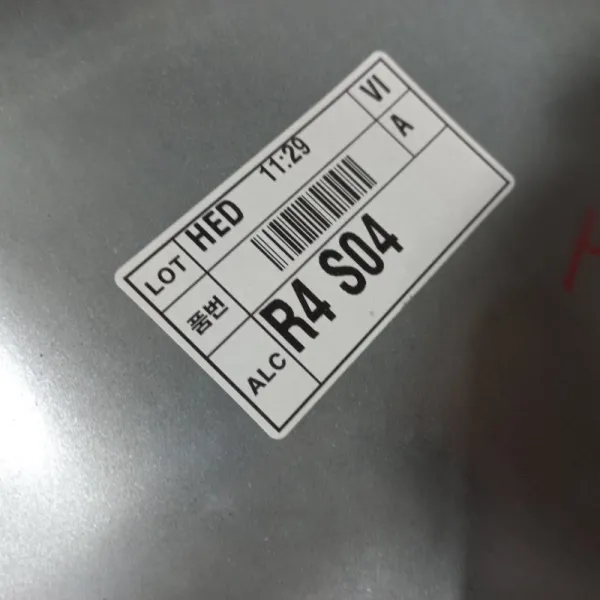 LOT HED 11:29 VI
품번 A
ALC R4 S04